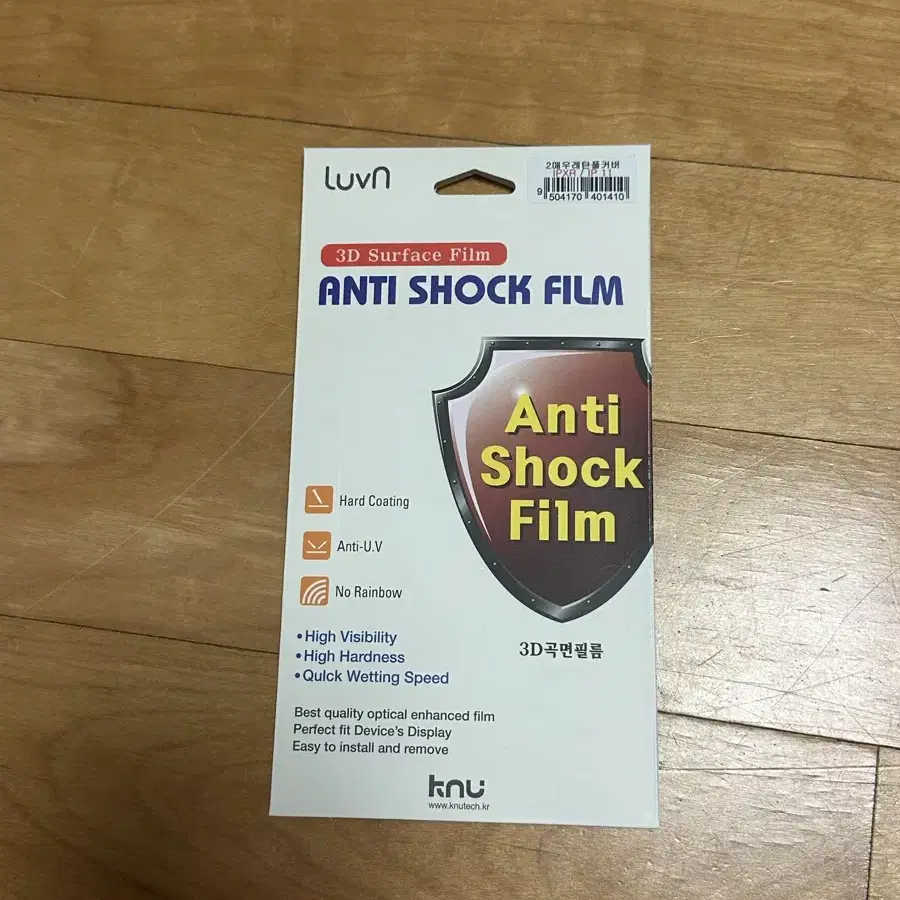 Luvn
2매우레탄풀커버
IPXR / IP 11
9 504170 401410
3D Surface Film
ANTI SHOCK FILM
Anti
Shock
Film
Hard Coating
Anti-U.V
No Rainbow
•High Visibility
•High Hardness
•Quick Wetting Speed
3D곡면필름
Best quality optical enhanced film
Perfect fit Device's Display
Easy to install and remove
knu
www.knutech.kr